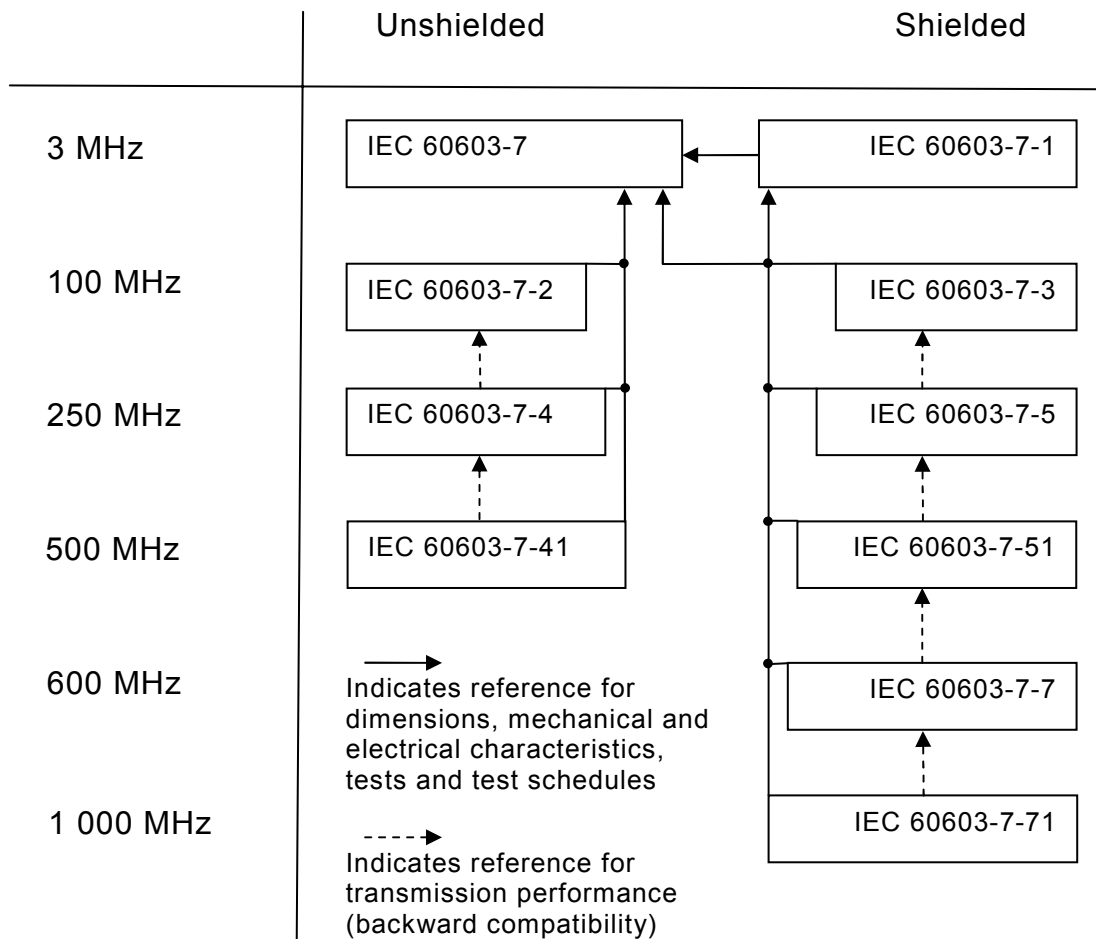 Unshielded Shielded
3 MHz IEC 60603-7 IEC 60603-7-1
100 MHz IEC 60603-7-2 IEC 60603-7-3
250 MHz IEC 60603-7-4 IEC 60603-7-5
500 MHz IEC 60603-7-41 IEC 60603-7-51
600 MHz IEC 60603-7-7
Indicates reference for
dimensions, mechanical and
electrical characteristics,
tests and test schedules
1 000 MHz IEC 60603-7-71
Indicates reference for
transmission performance
(backward compatibility)